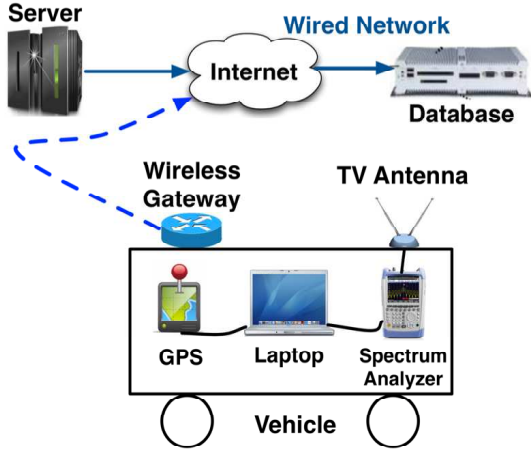 Server
Wired Network
Internet
Database
Wireless
Gateway
TV Antenna
GPS
Laptop
Spectrum
Analyzer
Vehicle